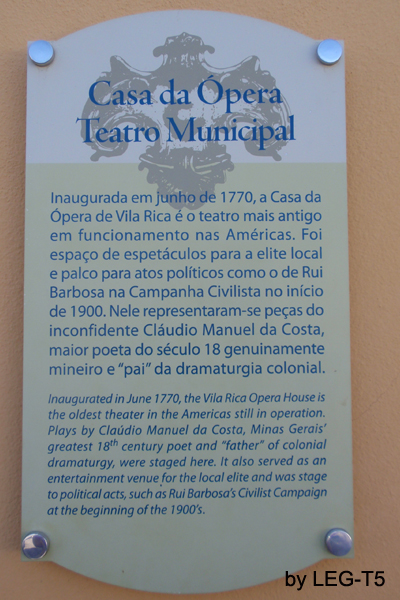 Casa da Ópera
Teatro Municipal
Inaugurada em junho de 1770, a Casa da
Ópera de Vila Rica é o teatro mais antigo
em funcionamento nas Américas. Foi
espaço de espetáculos para a elite local
e palco para atos políticos como o de Rui
Barbosa na Campanha Civilista no início
de 1900. Nele representaram-se peças do
inconfidente Cláudio Manuel da Costa,
maior poeta do século 18 genuinamente
mineiro e “pai” da dramaturgia colonial.
Inaugurated in June 1770, the Vila Rica Opera House is
the oldest theater in the Americas still in operation.
Plays by Claúdio Manuel da Costa, Minas Gerais’
greatest 18th century poet and “father” of colonial
dramaturgy, were staged here. It also served as an
entertainment venue for the local elite and was stage
to political acts, such as Rui Barbosa’s Civilist Campaign
at the beginning of the 1900’s.
by LEG-T5